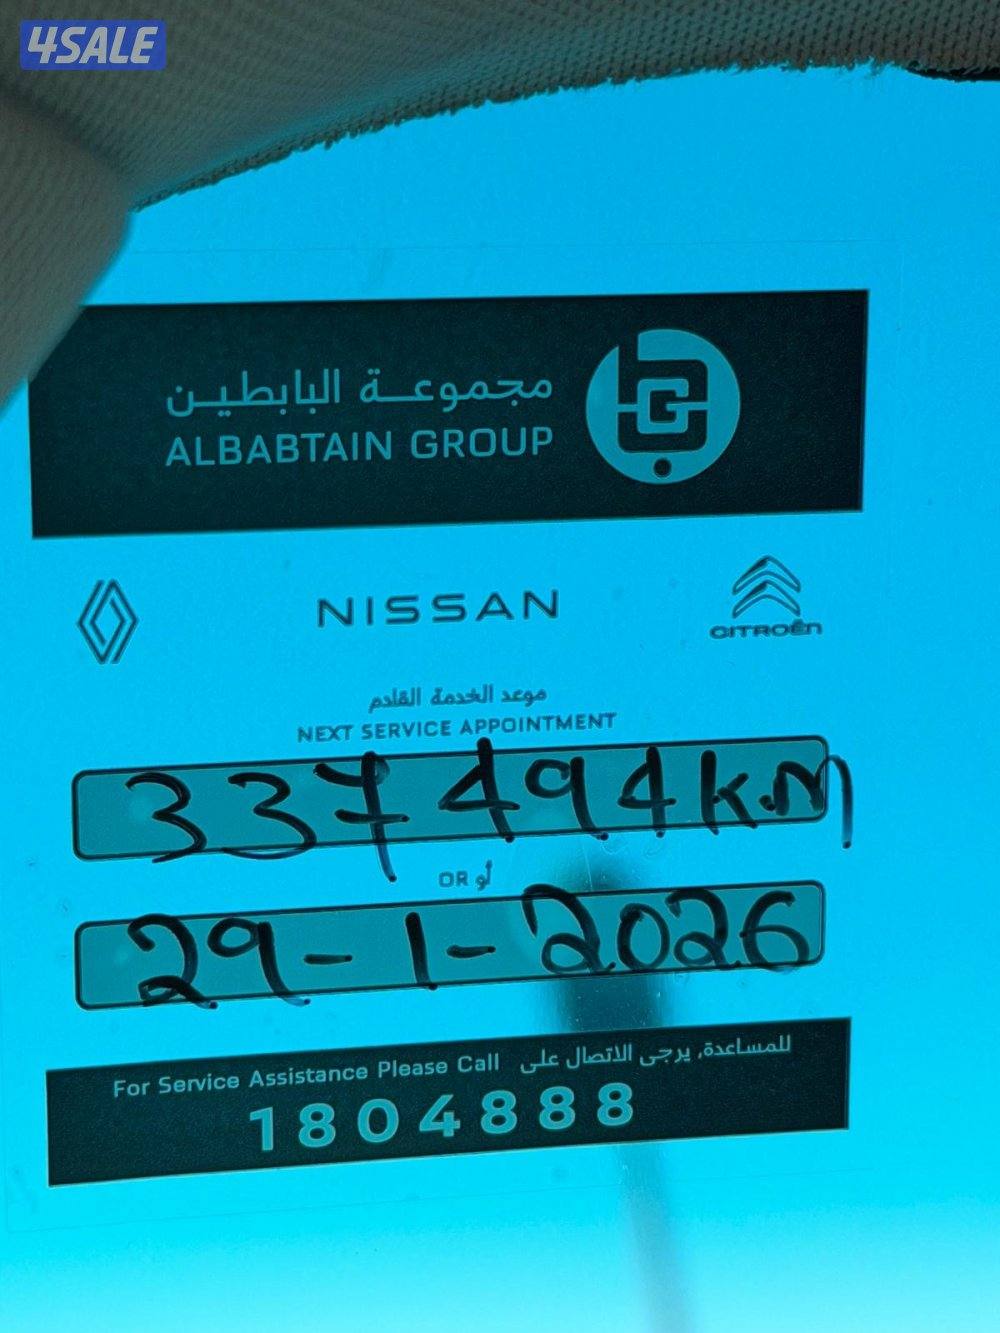 4SALE
مجموعة البابطين
ALBABTAIN GROUP
NISSAN
CITROËN
موعد الخدمة القادم
NEXT SERVICE APPOINTMENT
337494km
OR أو
29-1-2026
For Service Assistance Please Call للمساعدة, يرجى الاتصال على
1804888